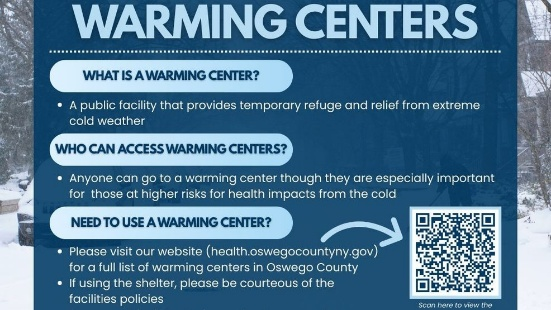 WARMING CENTERS
WHAT IS A WARMING CENTER?
• A public facility that provides temporary refuge and relief from extreme
cold weather
WHO CAN ACCESS WARMING CENTERS?
• Anyone can go to a warming center though they are especially important
for those at higher risks for health impacts from the cold
NEED TO USE A WARMING CENTER?
• Please visit our website (health.oswegocountyny.gov)
for a full list of warming centers in Oswego County
• If using the shelter, please be courteous of the
facilities policies
Scan here to view the